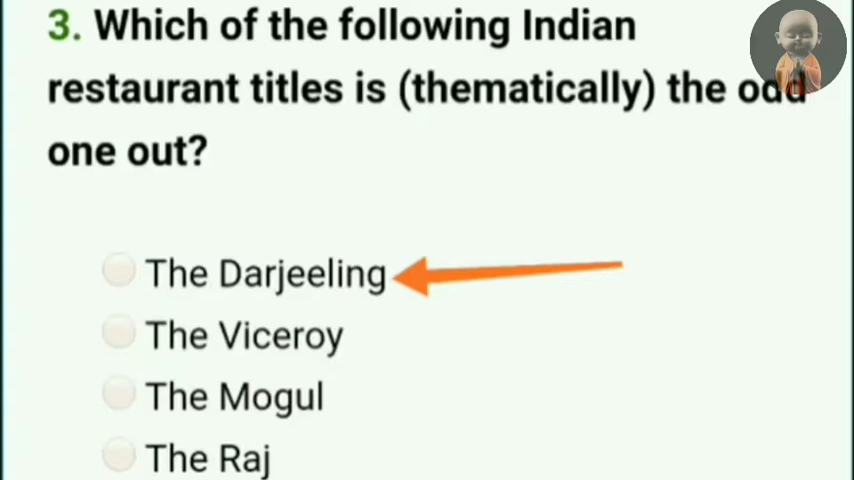 3. Which of the following Indian
restaurant titles is (thematically) the odd
one out?
The Darjeeling
The Viceroy
The Mogul
The Raj